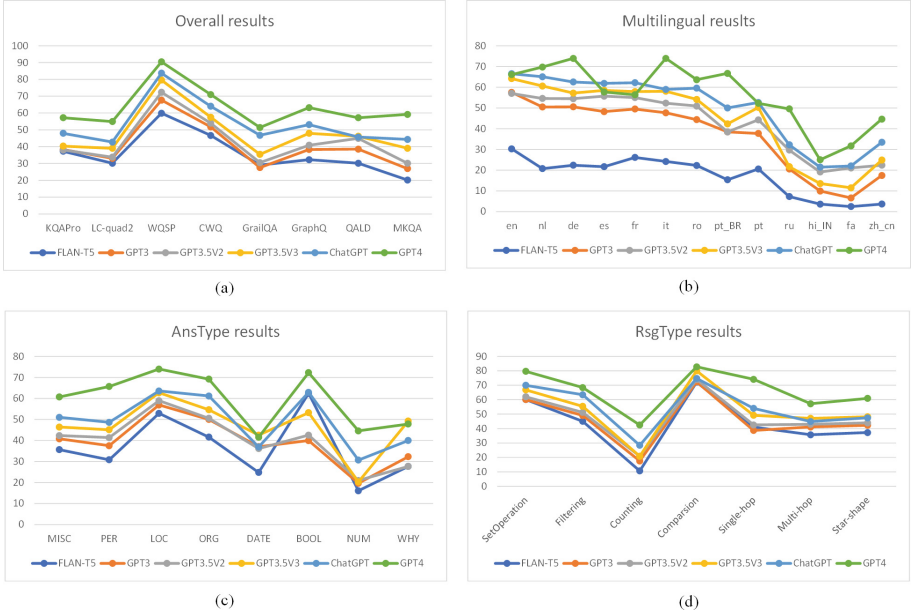 Overall results
100
90
80
70
60
50
40
30
20
10
0
KQAPro LC-quad2 WQSP CWQ GrailQA GraphQ QALD MKQA
FLAN-T5 GPT3 GPT3.5V2 GPT3.5V3 ChatGPT GPT4
(a)
Multilingual reuslts
80
70
60
50
40
30
20
10
0
en nl de es fr it ro pt_BR pt ru hi_IN fa zh_cn
FLAN-T5 GPT3 GPT3.5V2 GPT3.5V3 ChatGPT GPT4
(b)
AnsType results
80
70
60
50
40
30
20
10
0
MISC PER LOC ORG DATE BOOL NUM WHY
FLAN-T5 GPT3 GPT3.5V2 GPT3.5V3 ChatGPT GPT4
(c)
RsgType results
90
80
70
60
50
40
30
20
10
0
SetOperation Filtering Counting Comparsion Single-hop Multi-hop Star-shape
FLAN-T5 GPT3 GPT3.5V2 GPT3.5V3 ChatGPT GPT4
(d)